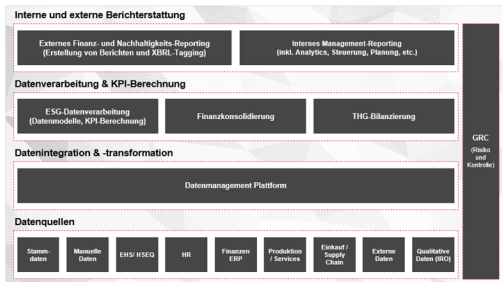 Interne und externe Berichterstattung
Externes Finanz- und Nachhaltigkeits-Reporting
(Erstellung von Berichten und XBRL-Tagging)
Internes Management-Reporting
(inkl. Analytics, Steuerung, Planung, etc.)
Datenverarbeitung & KPI-Berechnung
ESG-Datenverarbeitung
(Datenmodelle, KPI-Berechnung)
Finanzkonsolidierung
THG-Bilanzierung
GRC
(Risiko
und
Kontrolle)
Datenintegration & -transformation
Datenmanagement Plattform
Datenquellen
Stamm-
daten
Manuelle
Daten
EHS/ HSEQ
HR
Finanzen
ERP
Produktion
/ Services
Einkauf /
Supply
Chain
Externe
Daten
Qualitative
Daten (IRO)